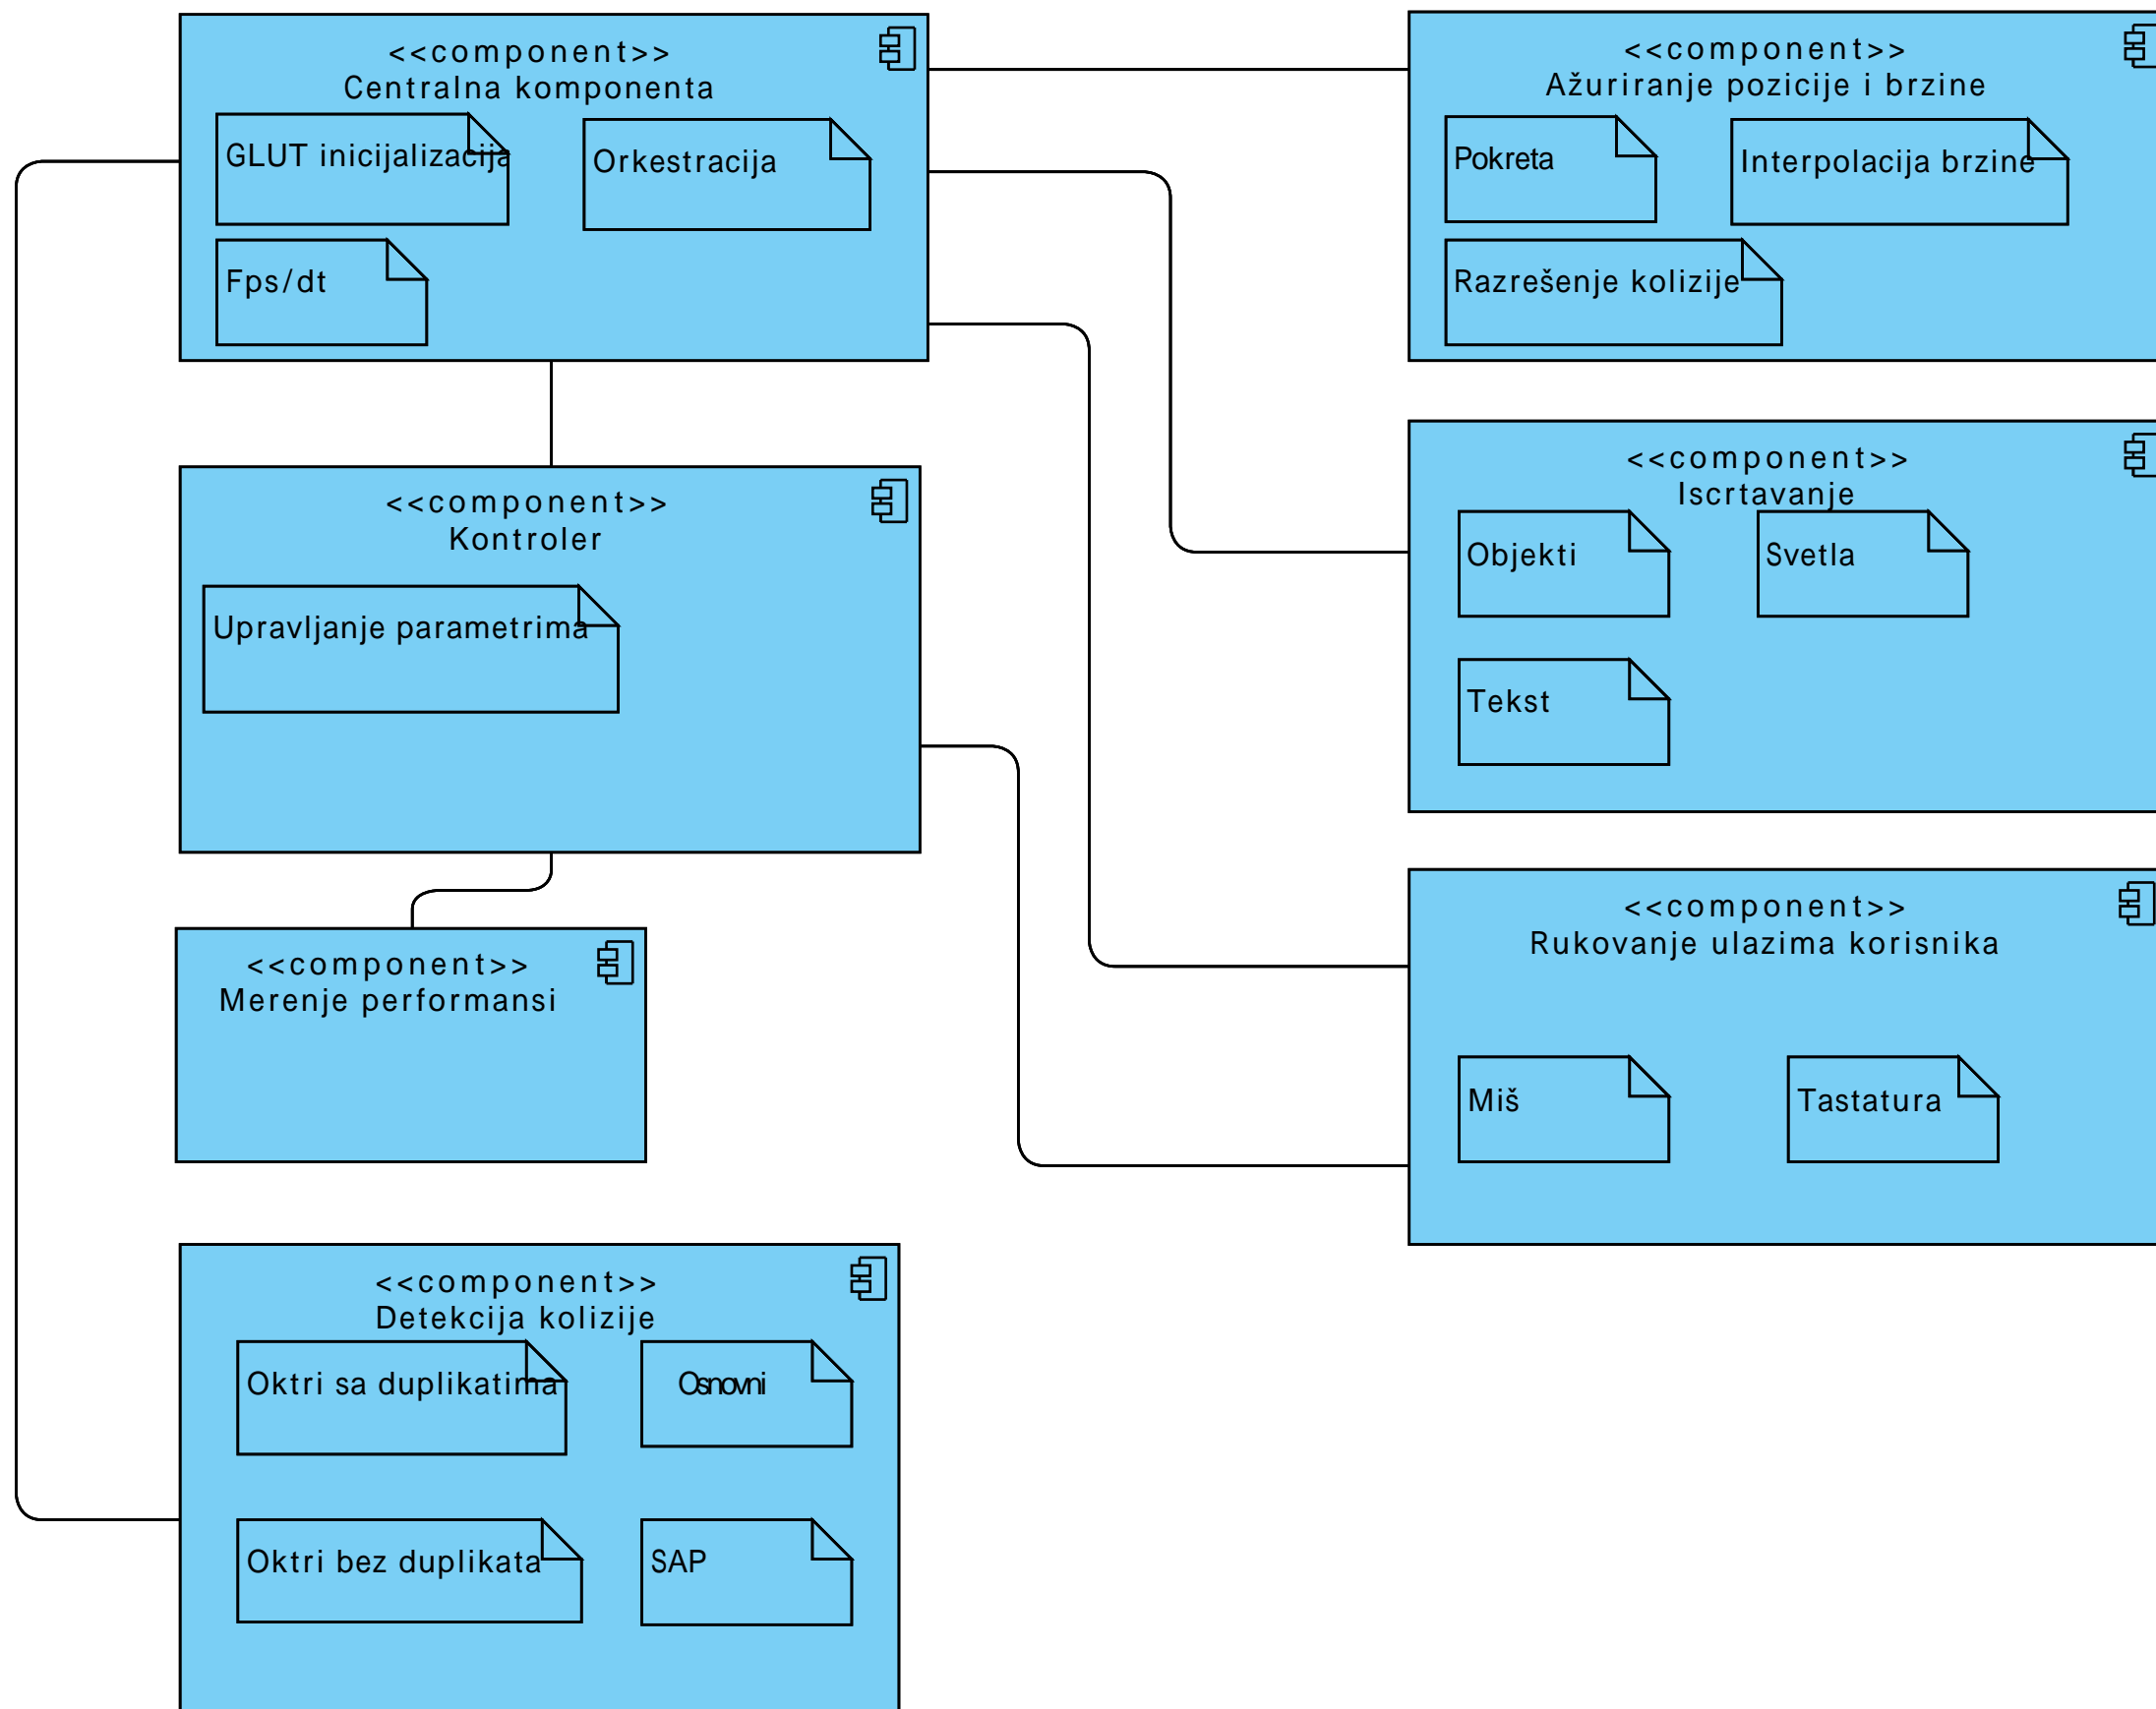 <<component>>
Centralna komponenta
GLUT inicijalizacija
Orkestracija
Fps/dt
<<component>>
Ažuriranje pozicije i brzine
Pokreta
Interpolacija brzine
Razrešenje kolizije
<<component>>
Kontroler
Upravljanje parametrima
<<component>>
Iscrtavanje
Objekti
Svetla
Tekst
<<component>>
Merenje performansi
<<component>>
Rukovanje ulazima korisnika
Miš
Tastatura
<<component>>
Detekcija kolizije
Oktri sa duplikatima
Osnovni
Oktri bez duplikata
SAP